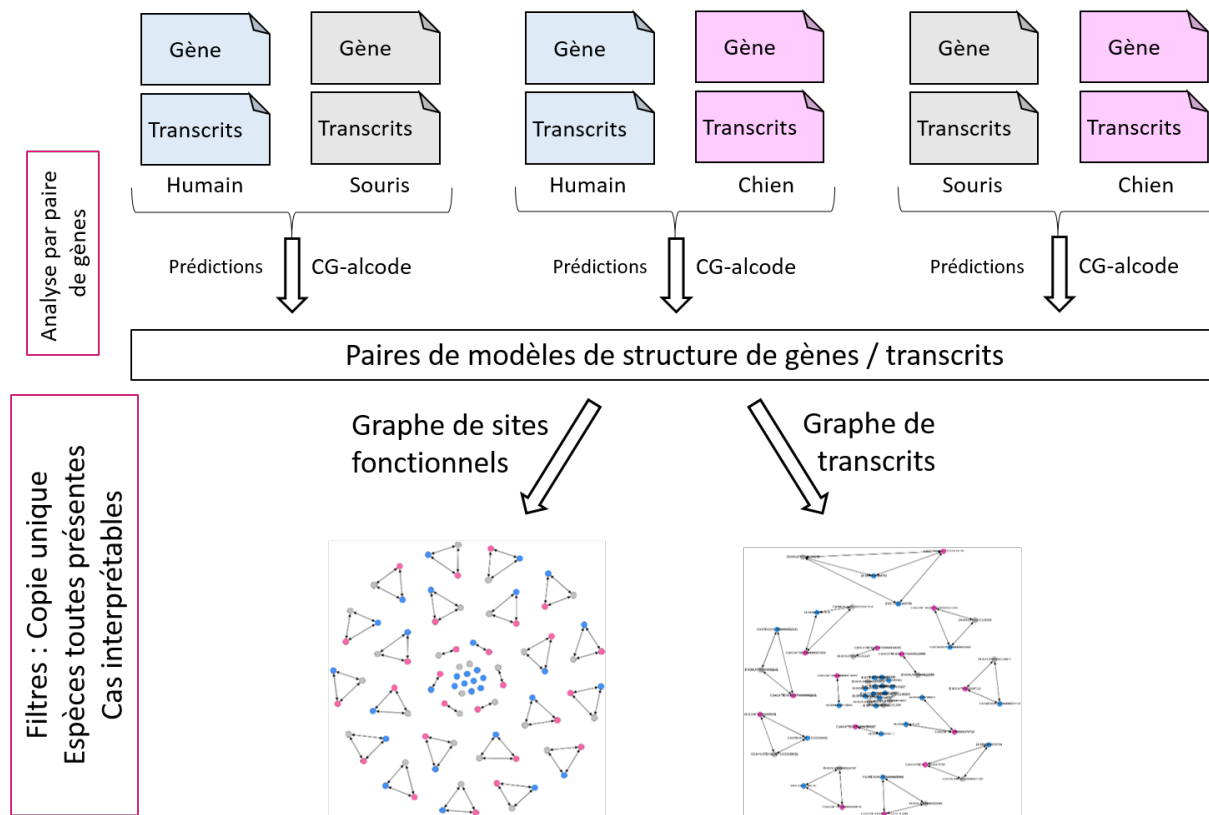 Gène
Gène
Gène
Gène
Gène
Gène
Transcrits
Transcrits
Transcrits
Transcrits
Transcrits
Transcrits
Humain
Souris
Humain
Chien
Souris
Chien
Analyse par paire
de gènes
Prédictions
CG-alcode
Prédictions
CG-alcode
Prédictions
CG-alcode
Paires de modèles de structure de gènes / transcrits
Filtres : Copie unique
Espèces toutes présentes
Cas interprétables
Graphe de sites
fonctionnels
Graphe de
transcrits